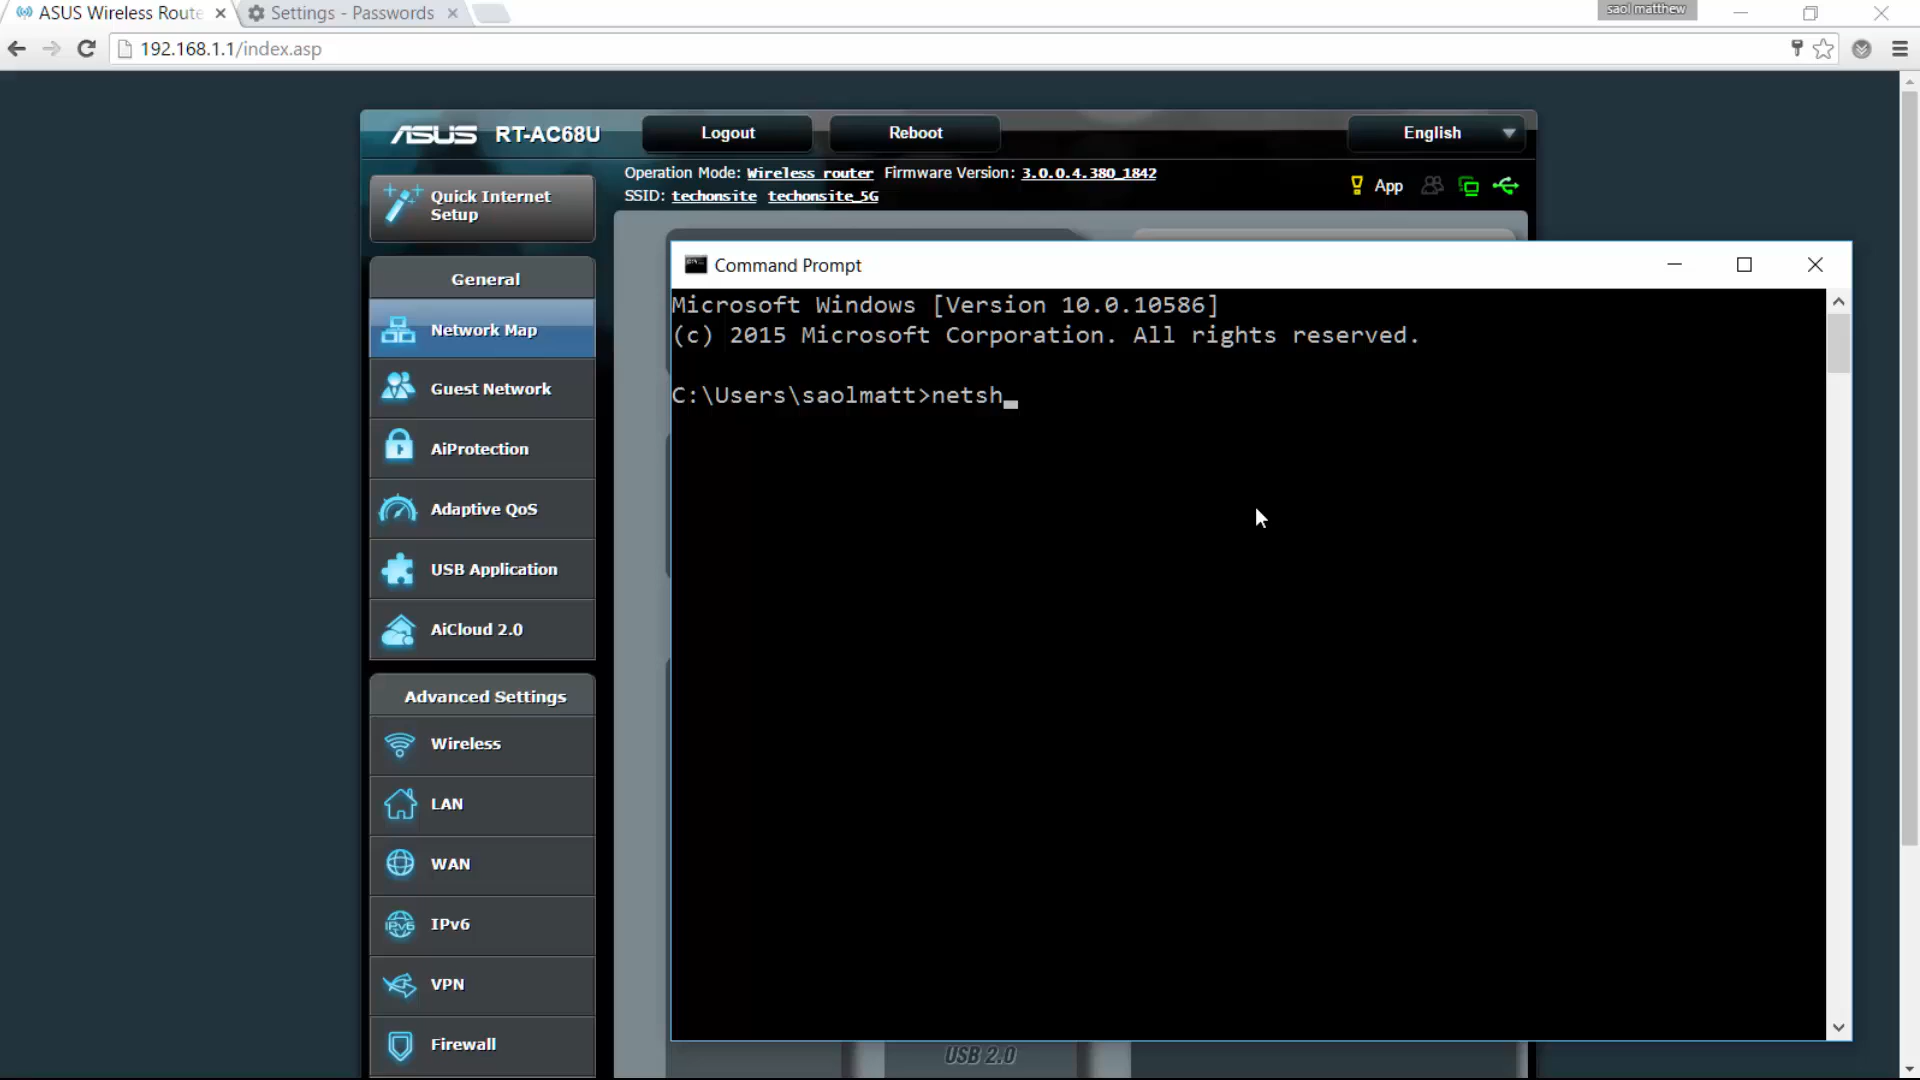 ASUS Wireless Route
Settings - Passwords
saol matthew
192.168.1.1/index.asp
ASUS RT-AC68U
Logout
Reboot
English
Operation Mode: Wireless router Firmware Version: 3.0.0.4.380_1842
SSID: techonsite techonsite_5G
App
Quick Internet
Setup
General
Network Map
Guest Network
AiProtection
Adaptive QoS
USB Application
AiCloud 2.0
Advanced Settings
Wireless
LAN
WAN
IPv6
VPN
Firewall
Command Prompt
Microsoft Windows [Version 10.0.10586]
(c) 2015 Microsoft Corporation. All rights reserved.
C:\Users\saolmatt>netsh
USB 2.0